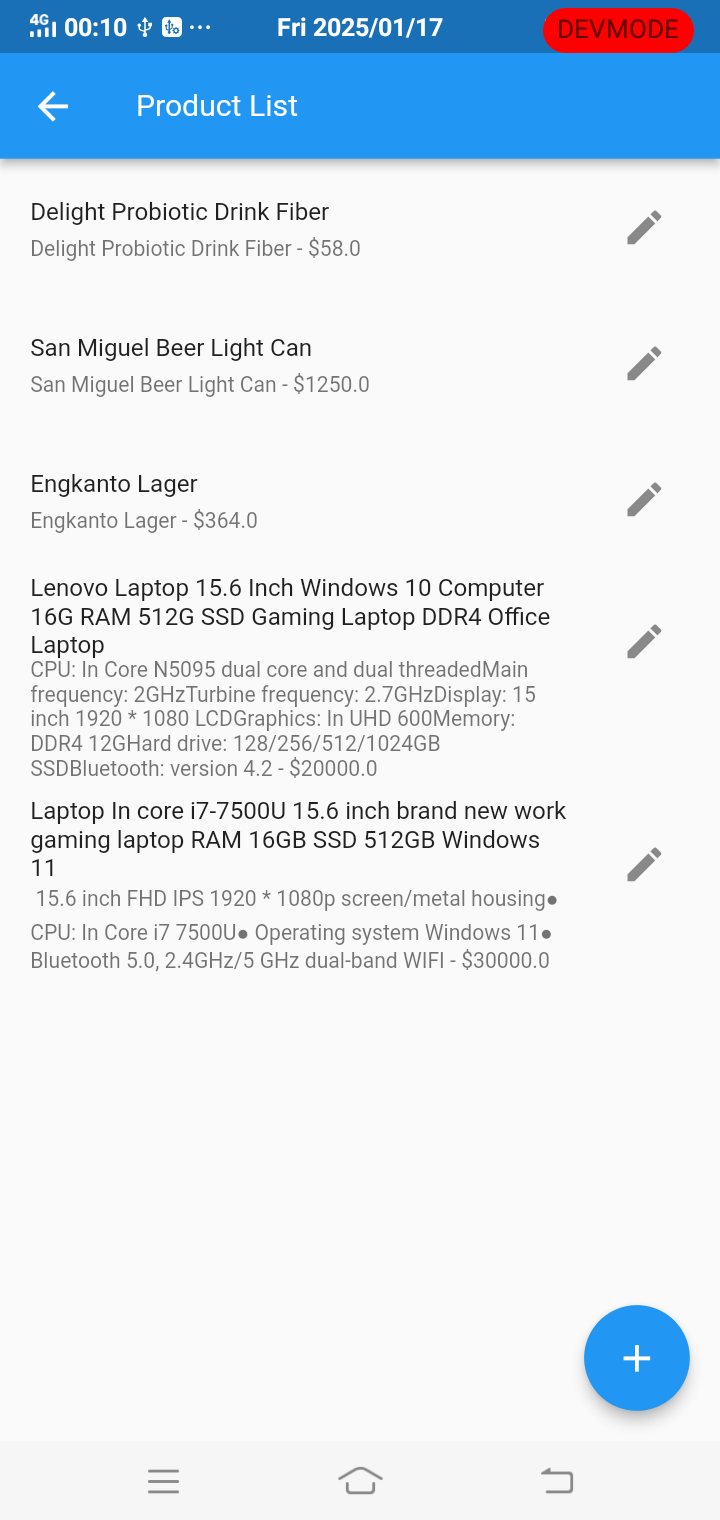 4G 00:10 ... Fri 2025/01/17 DEVMODE
Product List
Delight Probiotic Drink Fiber
Delight Probiotic Drink Fiber - $58.0
San Miguel Beer Light Can
San Miguel Beer Light Can - $1250.0
Engkanto Lager
Engkanto Lager - $364.0
Lenovo Laptop 15.6 Inch Windows 10 Computer
16G RAM 512G SSD Gaming Laptop DDR4 Office
Laptop
CPU: In Core N5095 dual core and dual threadedMain
frequency: 2GHzTurbine frequency: 2.7GHzDisplay: 15
inch 1920 * 1080 LCDGraphics: In UHD 600Memory:
DDR4 12GHard drive: 128/256/512/1024GB
SSDBluetooth: version 4.2 - $20000.0
Laptop In core i7-7500U 15.6 inch brand new work
gaming laptop RAM 16GB SSD 512GB Windows
11
15.6 inch FHD IPS 1920 * 1080p screen/metal housing●
CPU: In Core i7 7500U● Operating system Windows 11●
Bluetooth 5.0, 2.4GHz/5 GHz dual-band WIFI - $30000.0